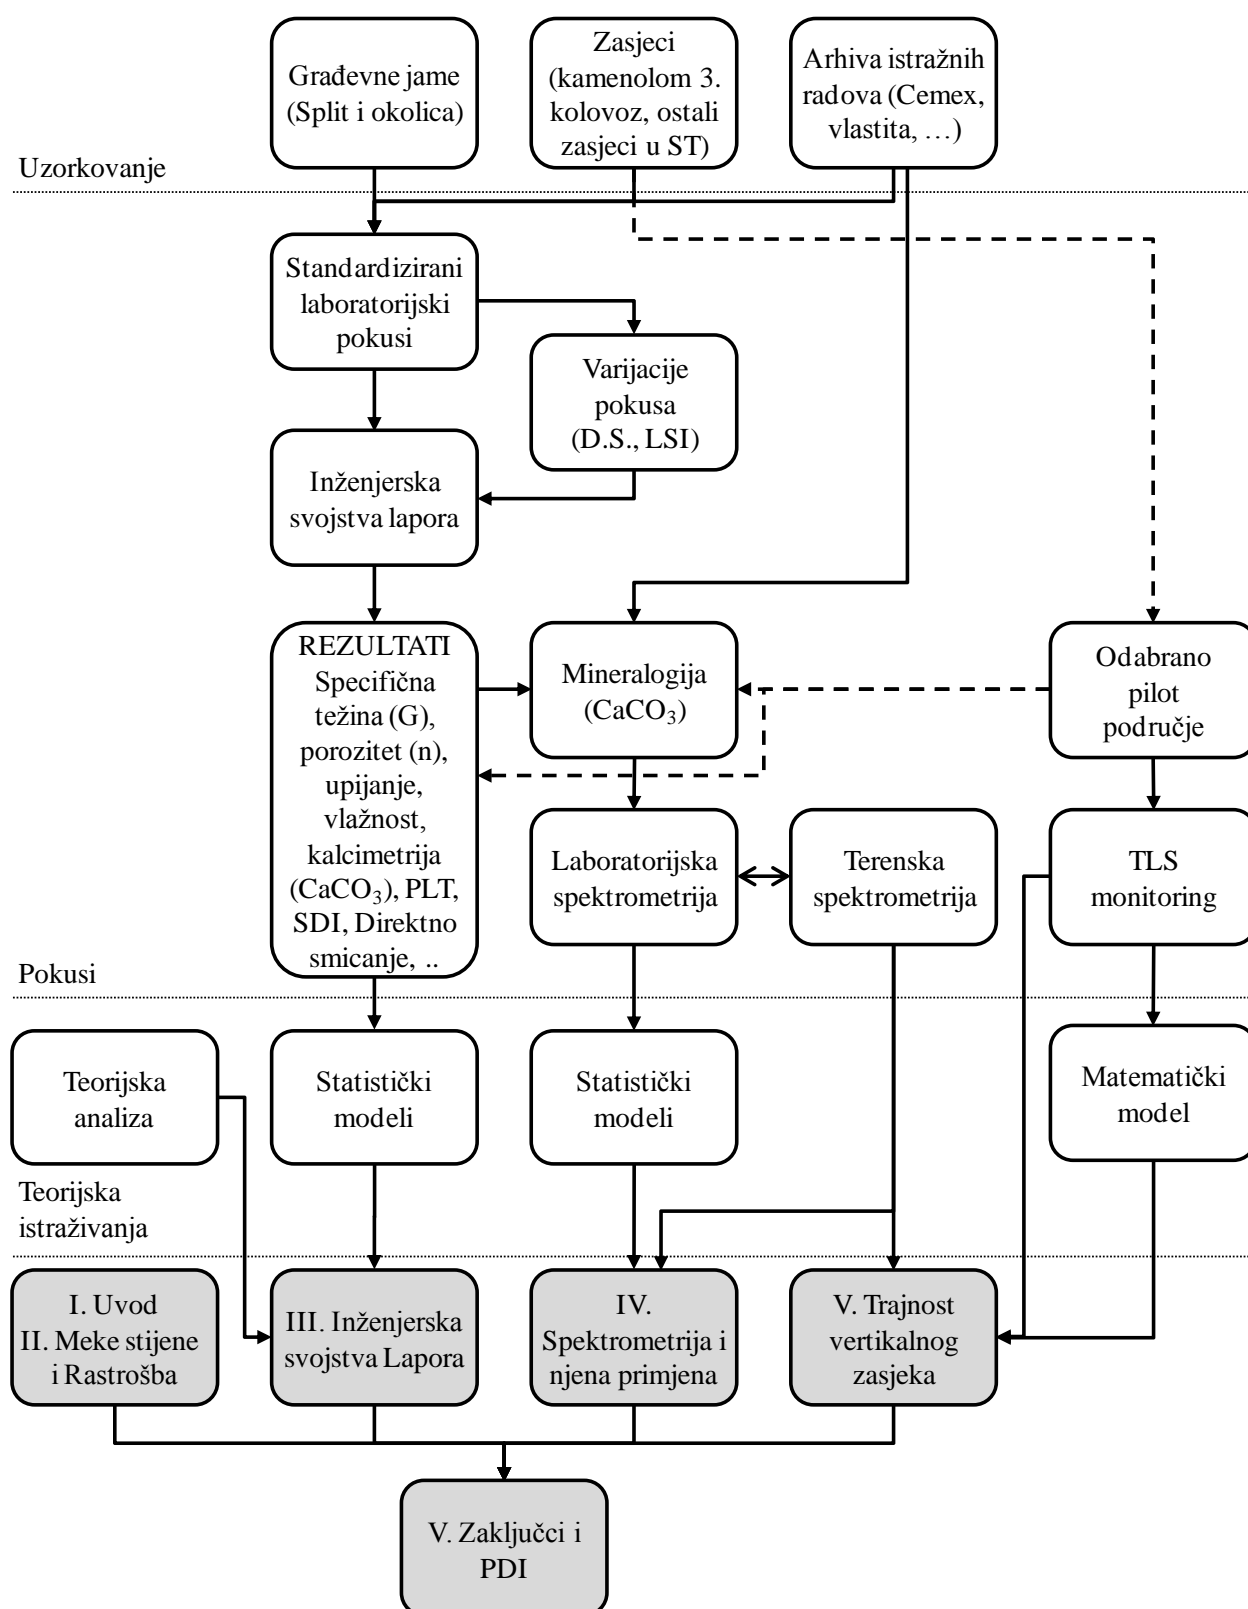 Građevne jame
(Split i okolica)
Zasjeci
(kamenolom 3.
kolovoz, ostali
zasjeci u ST)
Arhiva istražnih
radova (Cemex,
vlastita, …)
Uzorkovanje
Standardizirani
laboratorijski
pokusi
Varijacije
pokusa
(D.S., LSI)
Inženjerska
svojstva lapora
REZULTATI
Specifična
težina (G),
porozitet (n),
upijanje,
vlažnost,
kalcimetrija
(CaCO₃), PLT,
SDI, Direktno
smicanje, ..
Mineralogija
(CaCO₃)
Odabrano
pilot
područje
Laboratorijska
spektrometrija
Terenska
spektrometrija
TLS
monitoring
Pokusi
Teorijska
analiza
Statistički
modeli
Statistički
modeli
Matematički
model
Teorijska
istraživanja
I. Uvod
II. Meke stijene
i Rastrošba
III. Inženjerska
svojstva Lapora
IV.
Spektrometrija i
njena primjena
V. Trajnost
vertikalnog
zasjeka
V. Zaključci i
PDI